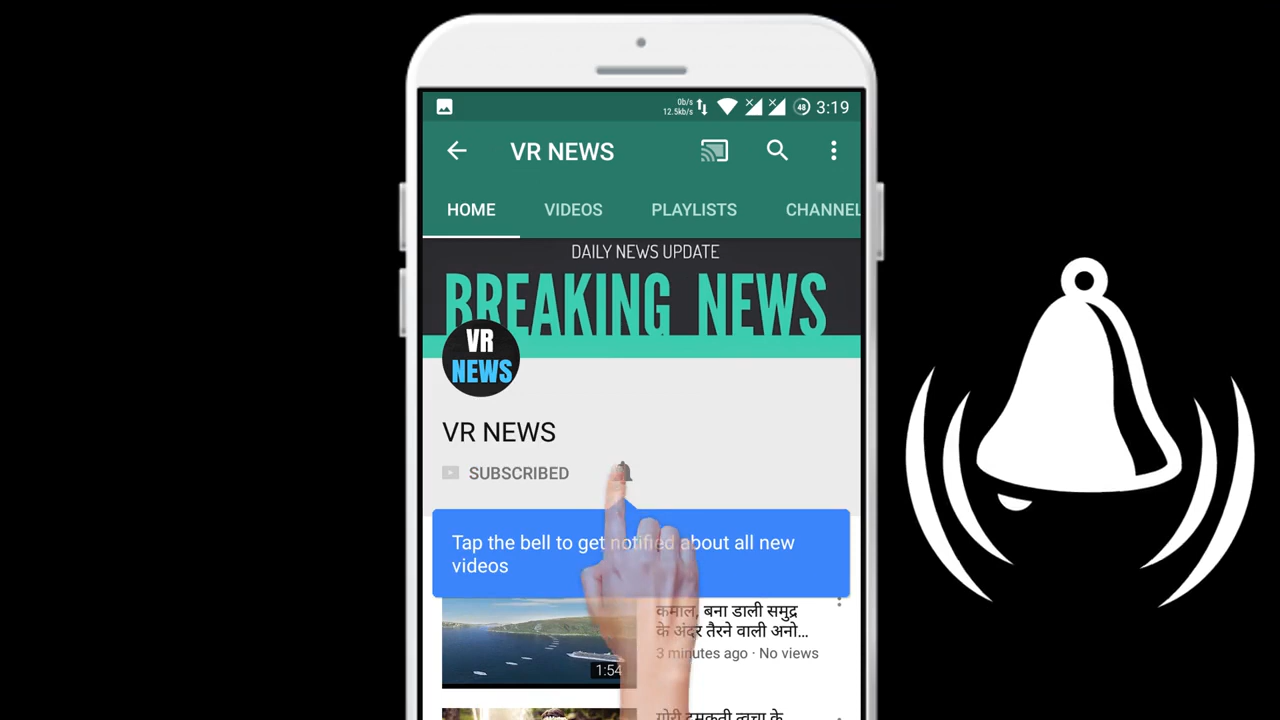 0b/s
12.5kb/s
48
3:19
VR NEWS
HOME
VIDEOS
PLAYLISTS
CHANNEL
DAILY NEWS UPDATE
BREAKING NEWS
VR
NEWS
VR NEWS
SUBSCRIBED
Tap the bell to get notified about all new
videos
कमाल, बना डाली समुद्र
के अंदर तैरने वाली अनो...
3 minutes ago · No views
1:54
गोरी दमकती त्वचा के